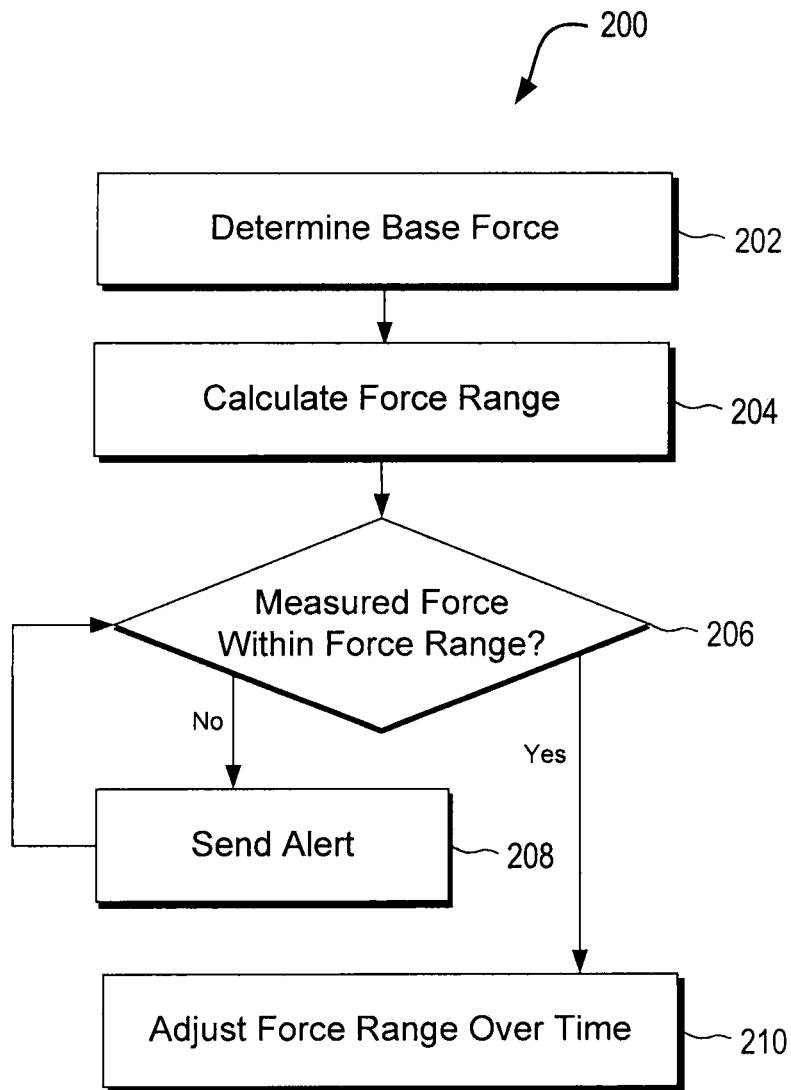 200
Determine Base Force
202
Calculate Force Range
204
Measured Force
Within Force Range?
206
No
Yes
Send Alert
208
Adjust Force Range Over Time
210